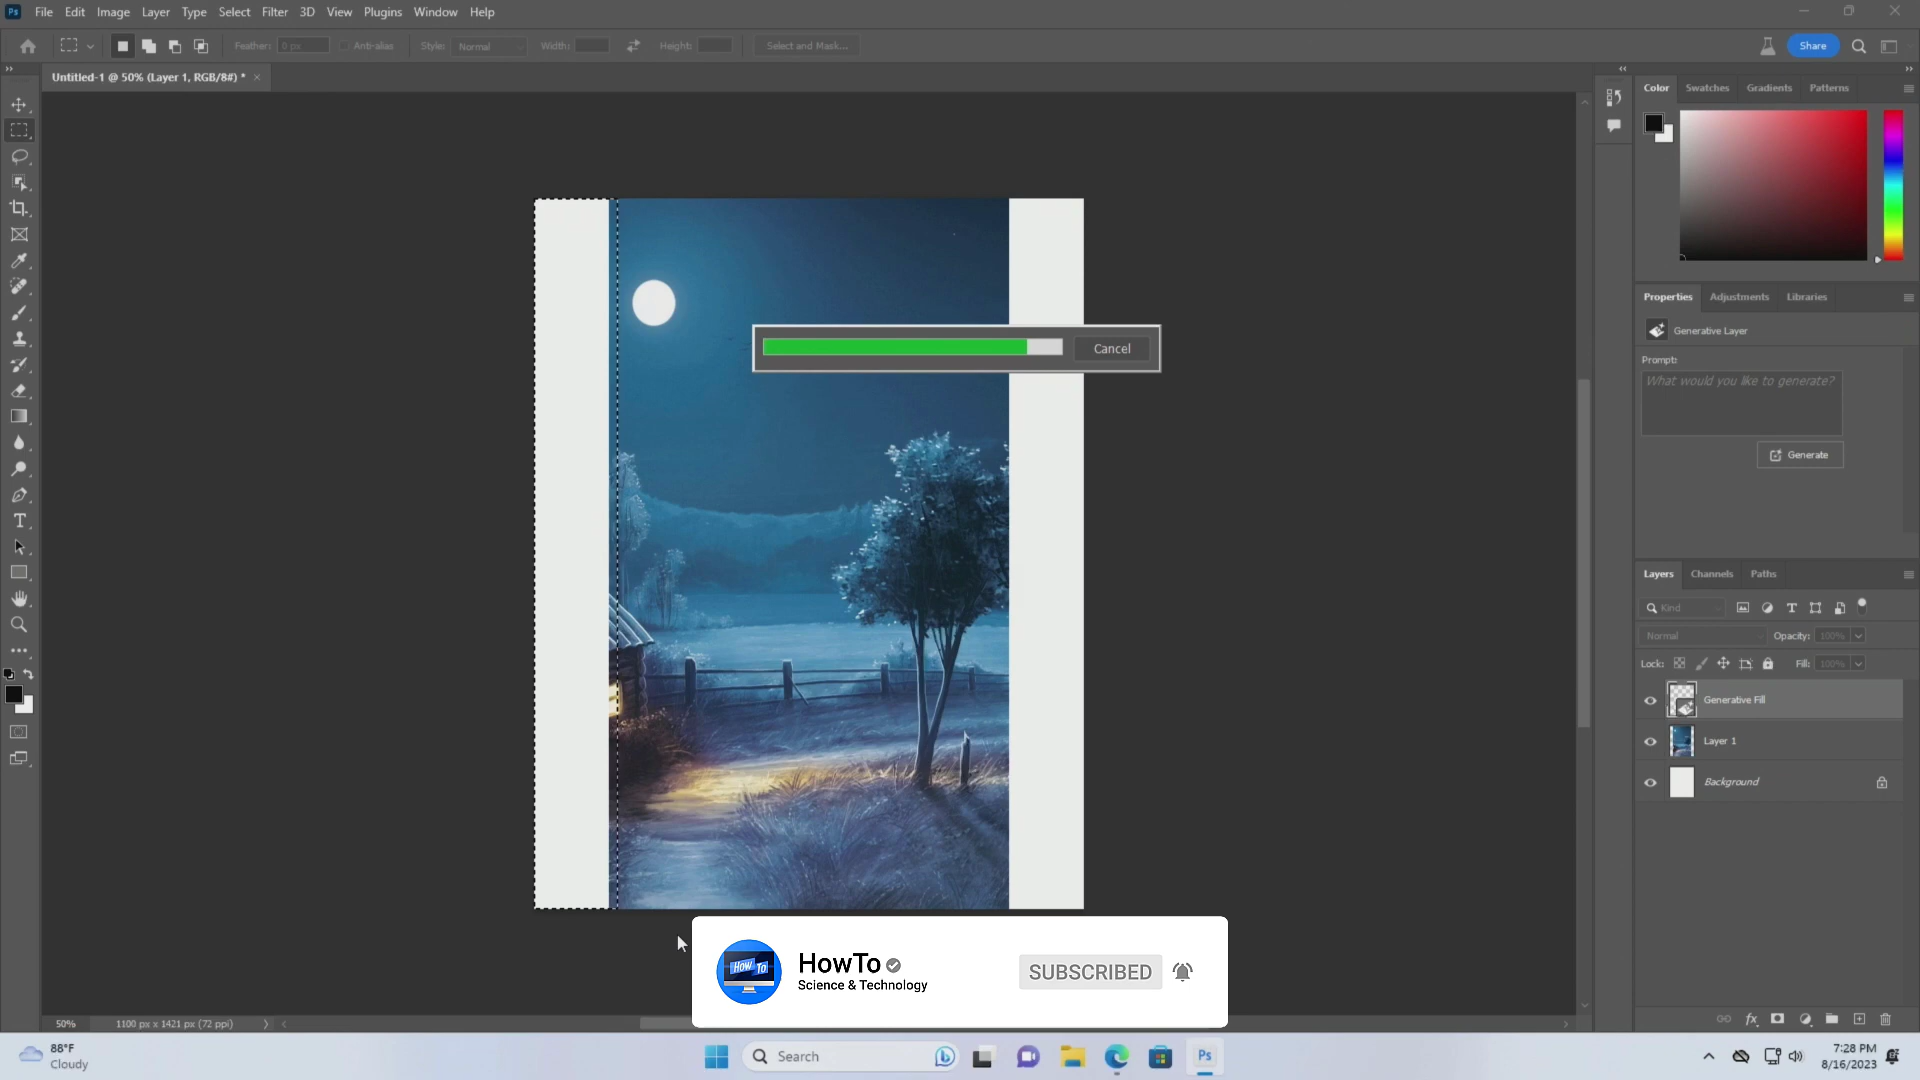 Ps File Edit Image Layer Type Select Filter 3D View Plugins Window Help
Feather: 0 px Anti-alias Style: Normal Width: Height: Select and Mask... Share
Untitled-1 @ 50% (Layer 1, RGB/8#) * ×
Color Swatches Gradients Patterns
Properties Adjustments Libraries
Generative Layer
Prompt:
What would you like to generate?
Generate
Cancel
Layers Channels Paths
Kind
Normal Opacity: 100%
Lock: Fill: 100%
Generative Fill
Layer 1
Background
How To
HowTo
Science & Technology
SUBSCRIBED
50% 1100 px x 1421 px (72 ppi)
88°F
Cloudy
Search
Ps
7:28 PM
8/16/2023